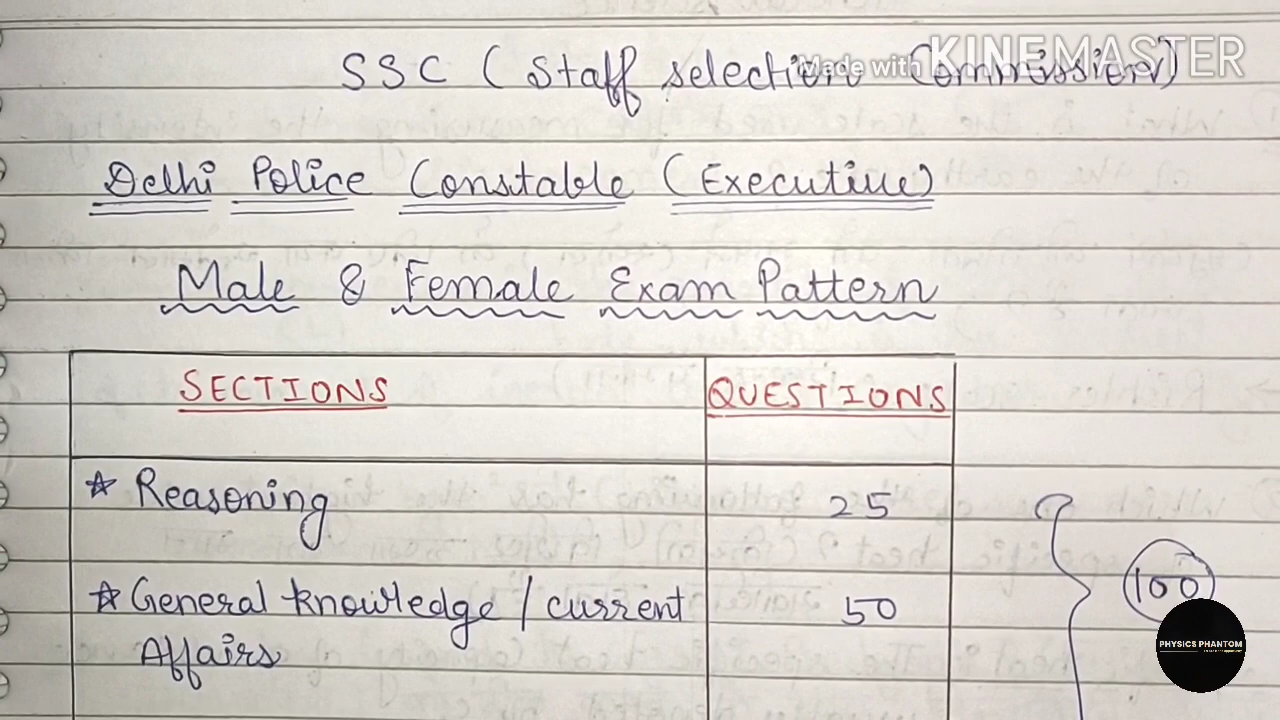 SSC (Staff selection Commission)
Made with KINEMASTER
Delhi Police Constable (Executive)
Male & Female Exam Pattern
SECTIONS QUESTIONS
☆ Reasoning 25
☆ General knowledge / current 50
Affairs
100
PHYSICS PHANTOM